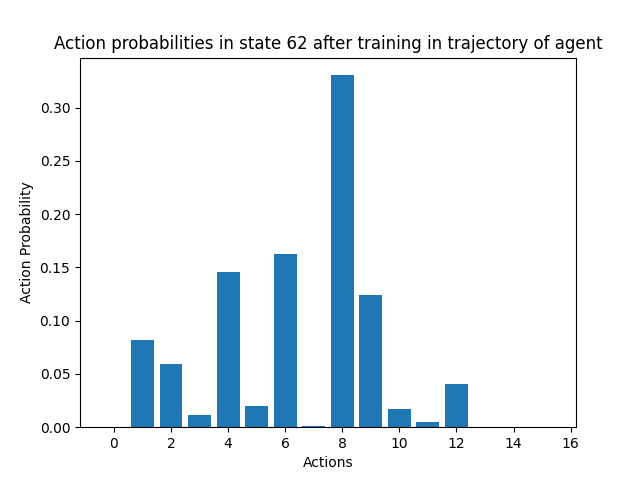 Action probabilities in state 62 after training in trajectory of agent
Action Probability
0.30
0.25
0.20
0.15
0.10
0.05
0.00
0 2 4 6 8 10 12 14 16
Actions